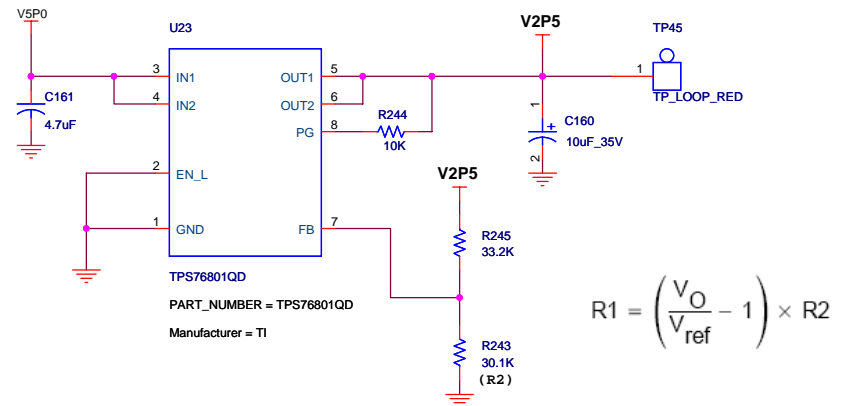 V5P0
U23
V2P5
TP45
3 IN1
OUT1 5
1
TP_LOOP_RED
C161
4.7uF
4 IN2
OUT2 6
R244
10K
PG 8
1
C160
+
10uF_35V
2
2 EN_L
V2P5
1 GND
FB 7
R245
33.2K
TPS76801QD
PART_NUMBER = TPS76801QD
Manufacturer = TI
R1 = (VO/Vref − 1) × R2
R243
30.1K
(R2)